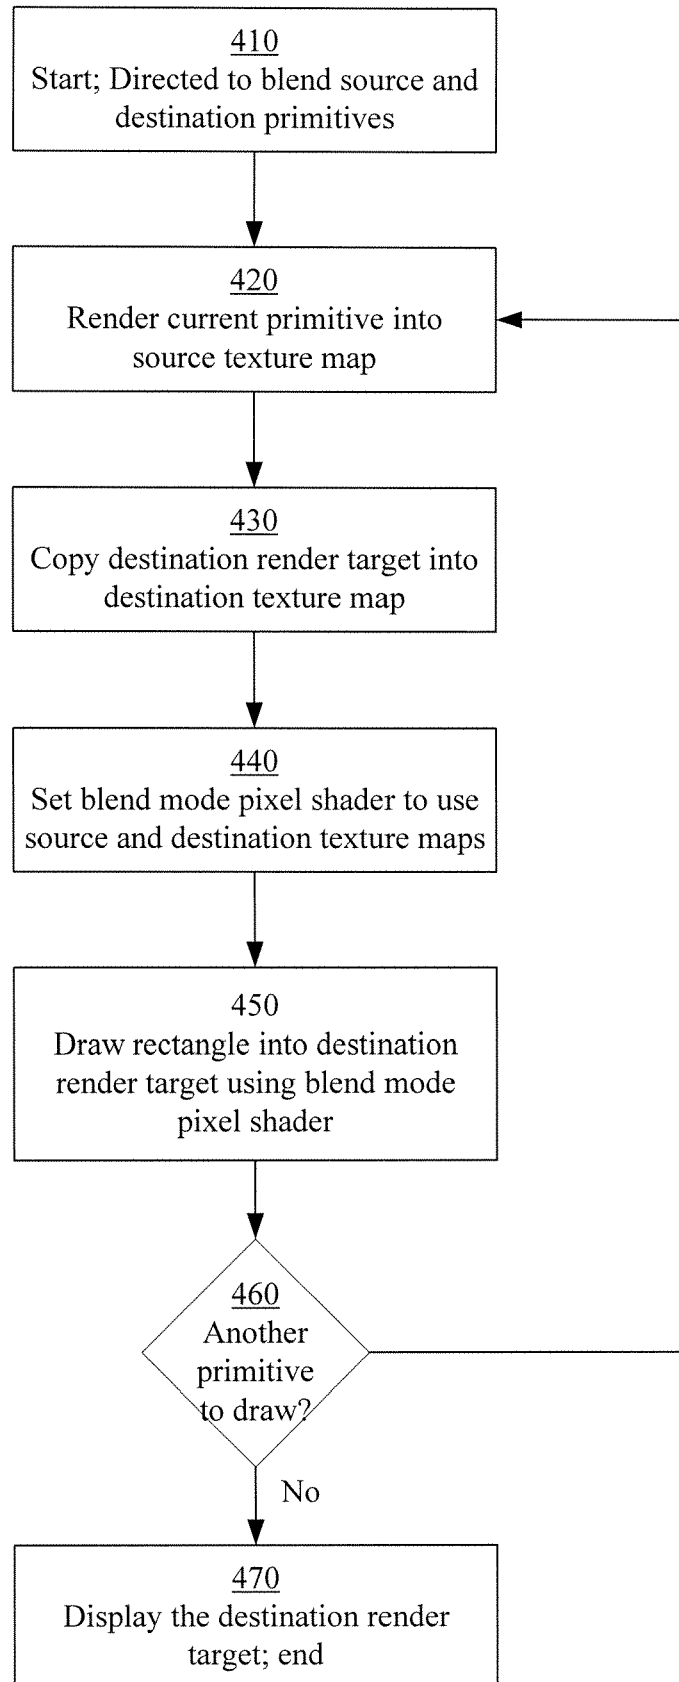 410
Start; Directed to blend source and
destination primitives
420
Render current primitive into
source texture map
430
Copy destination render target into
destination texture map
440
Set blend mode pixel shader to use
source and destination texture maps
450
Draw rectangle into destination
render target using blend mode
pixel shader
460
Another
primitive
to draw?
No
470
Display the destination render
target; end